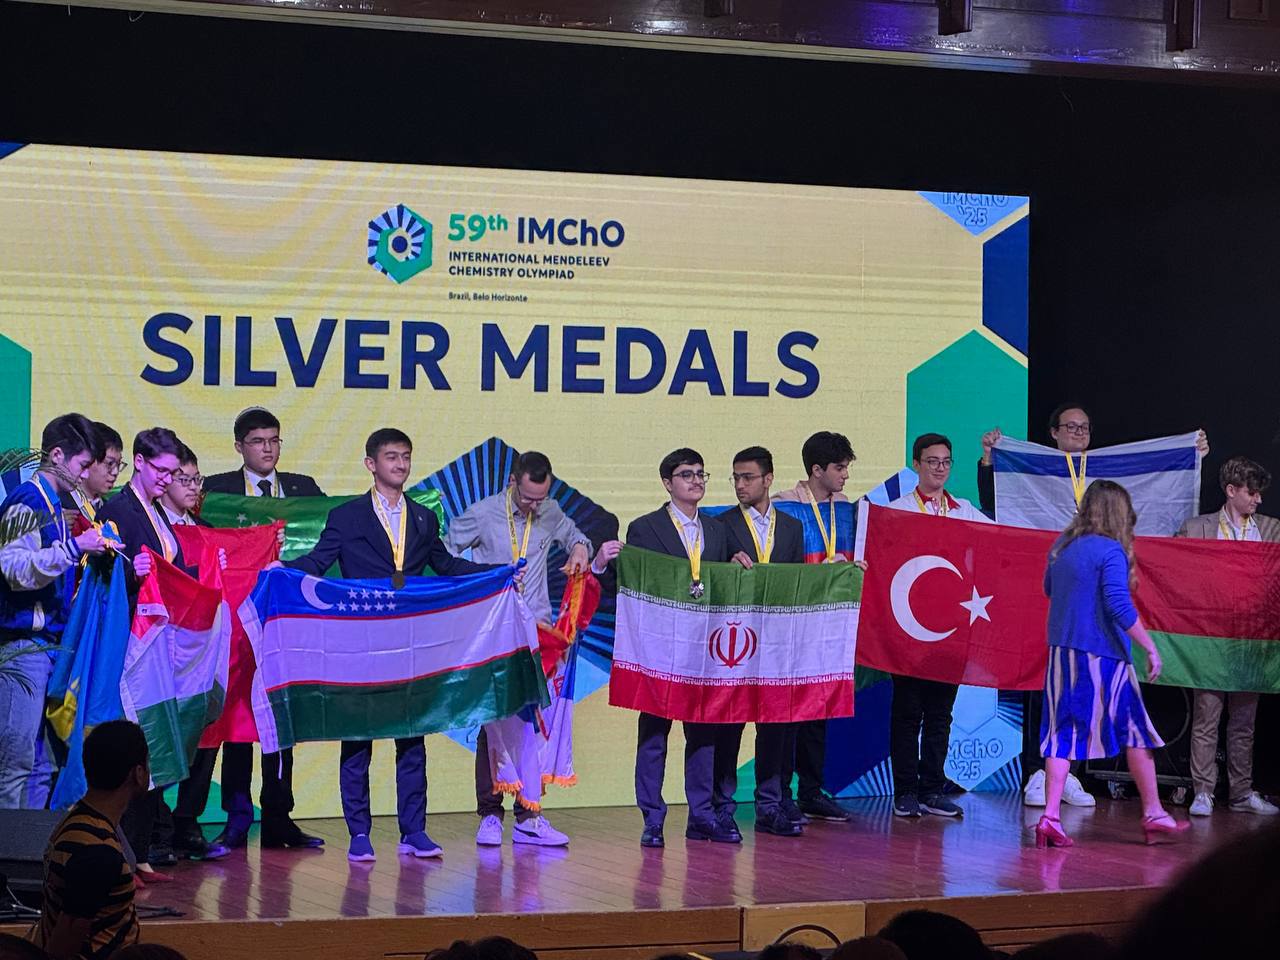 59th IMChO
INTERNATIONAL MENDELEEV
CHEMISTRY OLYMPIAD
Brazil, Belo Horizonte
SILVER MEDALS
IMChO
'25
IMChO
'25